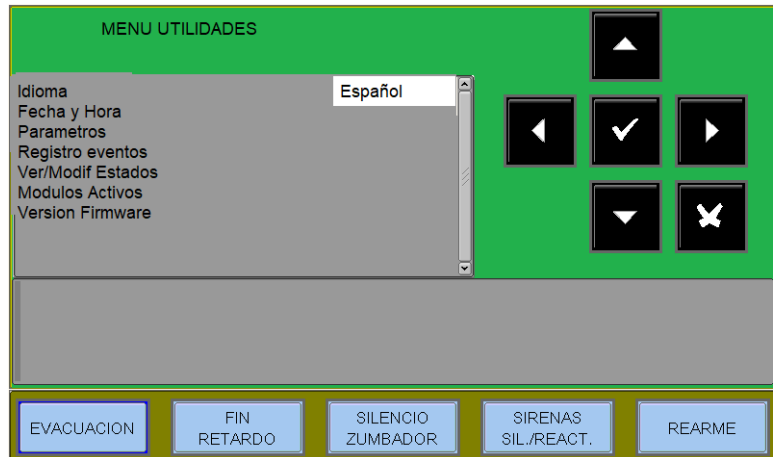 MENU UTILIDADES
Idioma Español
Fecha y Hora
Parametros
Registro eventos
Ver/Modif Estados
Modulos Activos
Version Firmware
EVACUACION
FIN
RETARDO
SILENCIO
ZUMBADOR
SIRENAS
SIL./REACT.
REARME